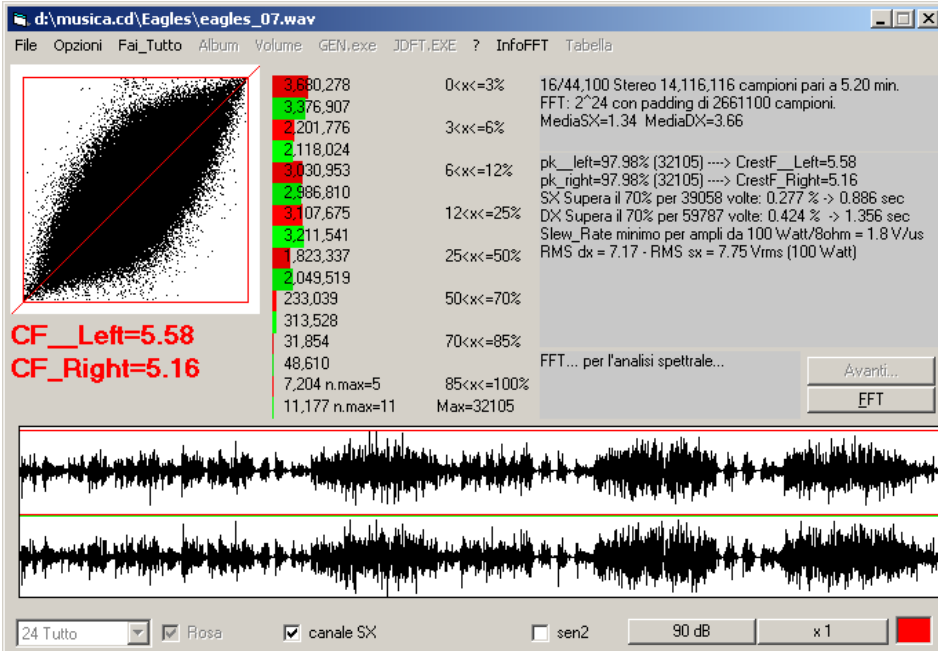 d:\musica.cd\Eagles\eagles_07.wav
File Opzioni Fai_Tutto Album Volume GEN.exe JDFT.EXE ? InfoFFT Tabella
3,680,278 0<x<=3%
3,376,907
2,201,776 3<x<=6%
2,118,024
3,030,953 6<x<=12%
2,986,810
3,107,675 12<x<=25%
3,211,541
1,823,337 25<x<=50%
2,049,519
233,039 50<x<=70%
313,528
31,854 70<x<=85%
48,610
7,204 n.max=5 85<x<=100%
11,177 n.max=11 Max=32105
16/44,100 Stereo 14,116,116 campioni pari a 5.20 min.
FFT: 2^24 con padding di 2661100 campioni.
MediaSX=1.34 MediaDX=3.66
pk__left=97.98% (32105) ----> CrestF__Left=5.58
pk_right=97.98% (32105) ----> CrestF_Right=5.16
SX Supera il 70% per 39058 volte: 0.277 % -> 0.886 sec
DX Supera il 70% per 59787 volte: 0.424 % -> 1.356 sec
Slew_Rate minimo per ampli da 100 Watt/8ohm = 1.8 V/us
RMS dx = 7.17 - RMS sx = 7.75 Vrms (100 Watt)
CF__Left=5.58
CF_Right=5.16
FFT... per l'analisi spettrale...
Avanti...
FFT
24 Tutto Rosa canale SX sen2 90 dB x 1